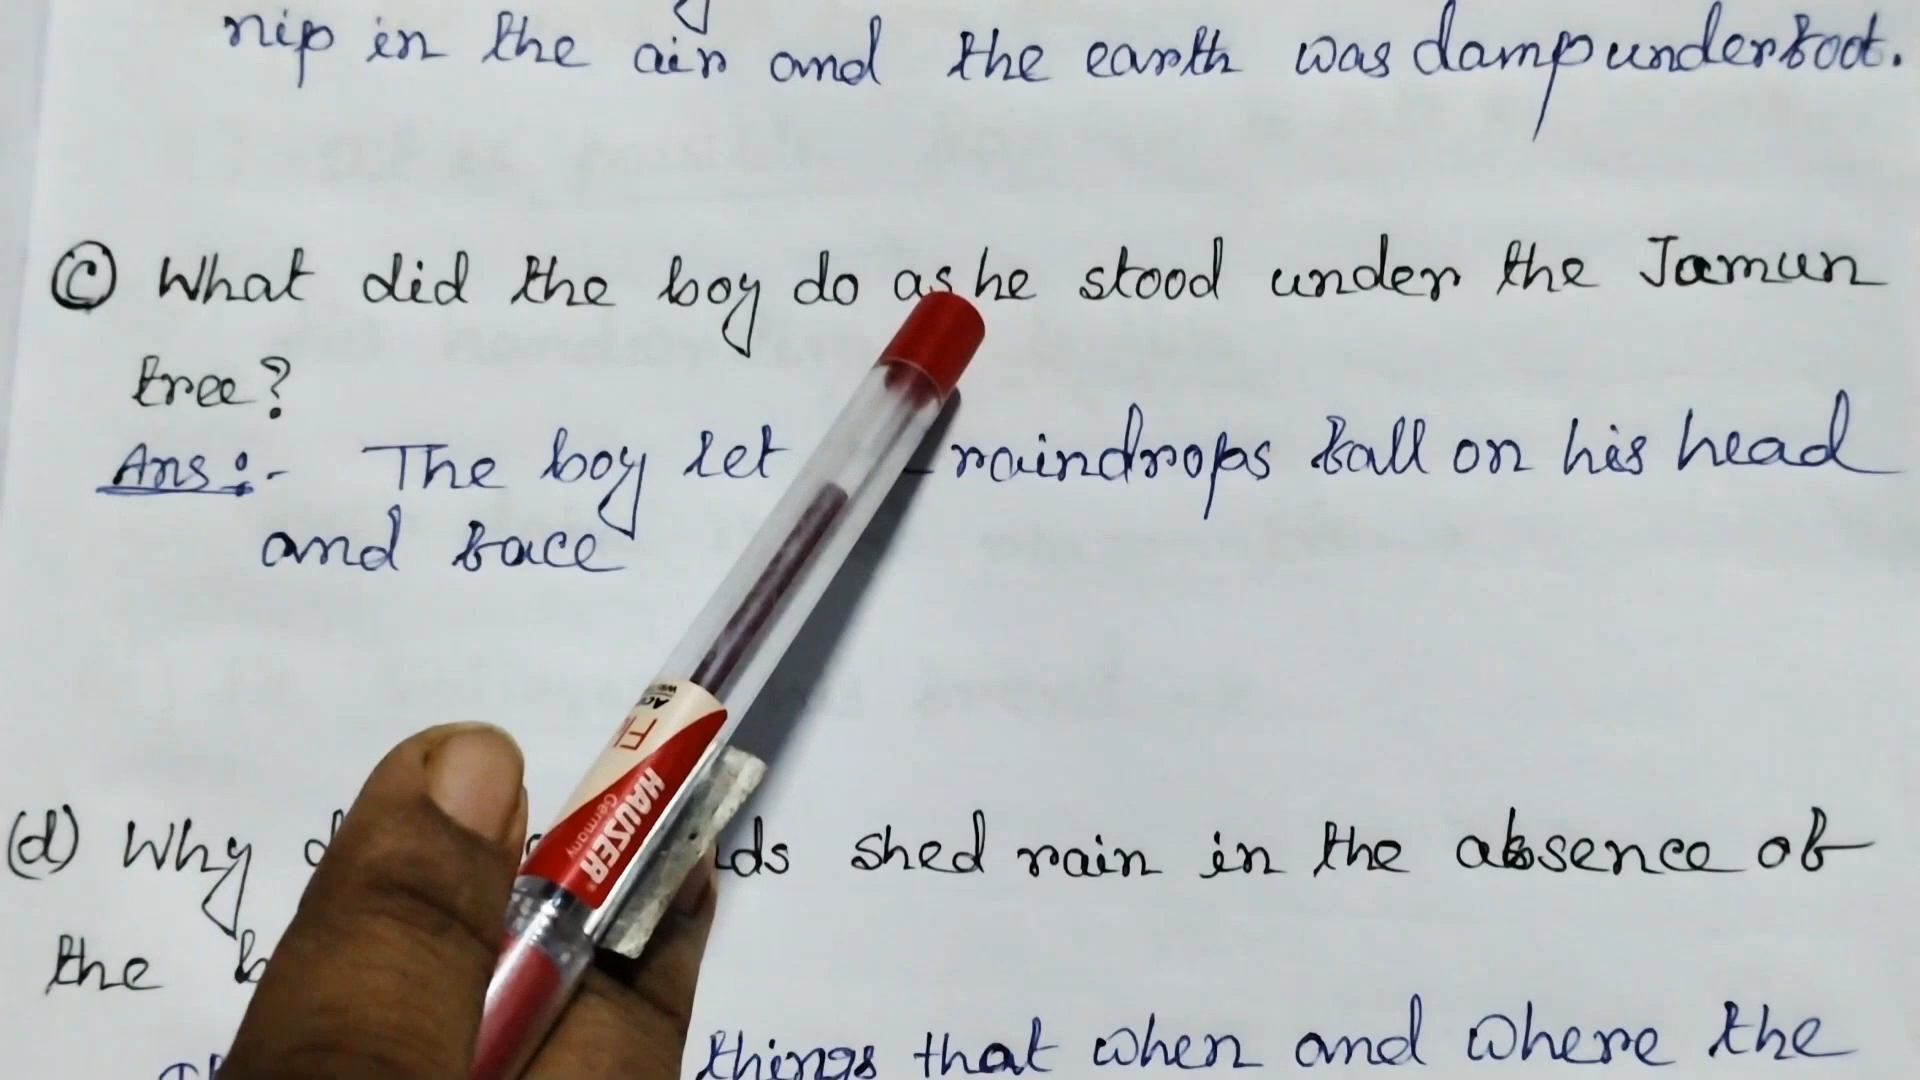 nip in the air and the earth was damp underfoot.
© What did the boy do as he stood under the Jamun
tree?
Ans:- The boy let raindrops fall on his head
and face
HAUSER
Germany
(d) Why shed rain in the absence of
the
things that when and where the